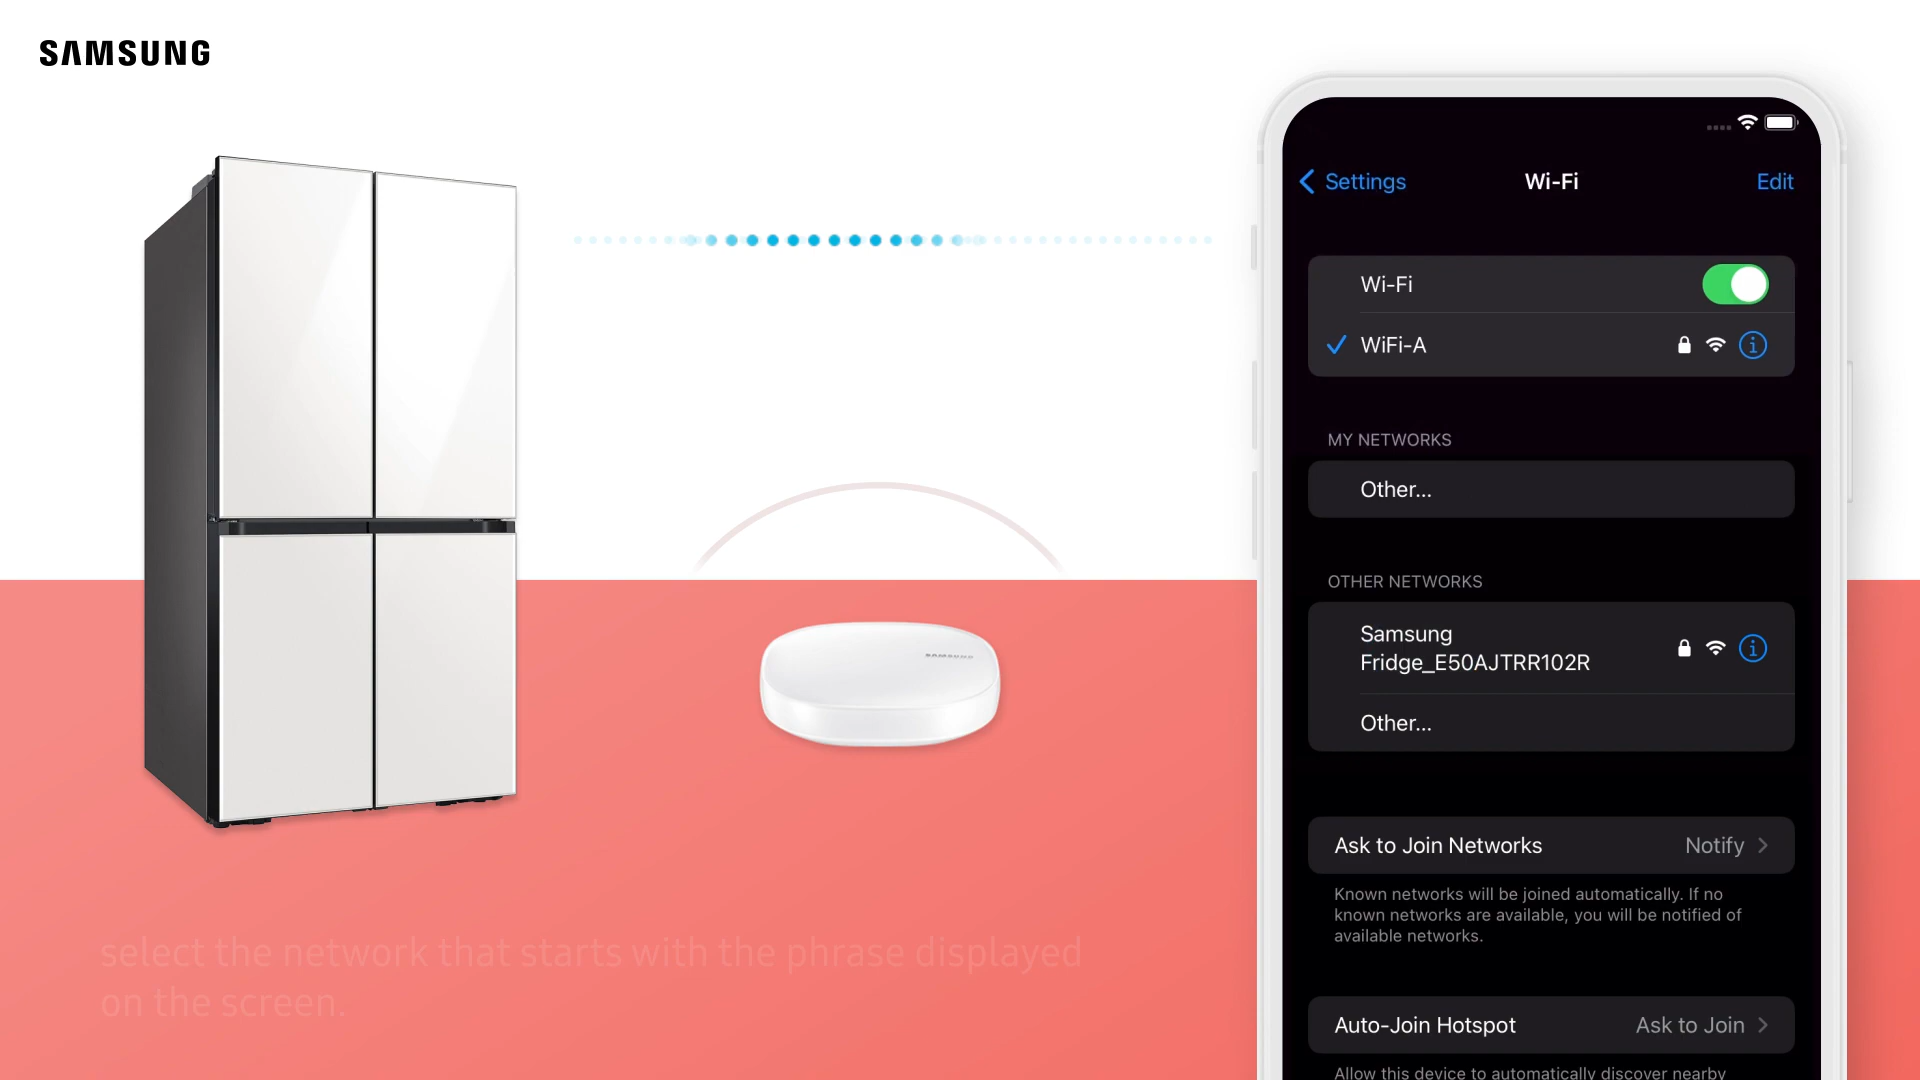 SAMSUNG
SAMSUNG
select the network that starts with the phrase displayed
on the screen.
Settings
Wi-Fi
Edit
Wi-Fi
WiFi-A
MY NETWORKS
Other...
OTHER NETWORKS
Samsung
Fridge_E50AJTRR102R
Other...
Ask to Join Networks
Notify
Known networks will be joined automatically. If no
known networks are available, you will be notified of
available networks.
Auto-Join Hotspot
Ask to Join
Allow this device to automatically discover nearby